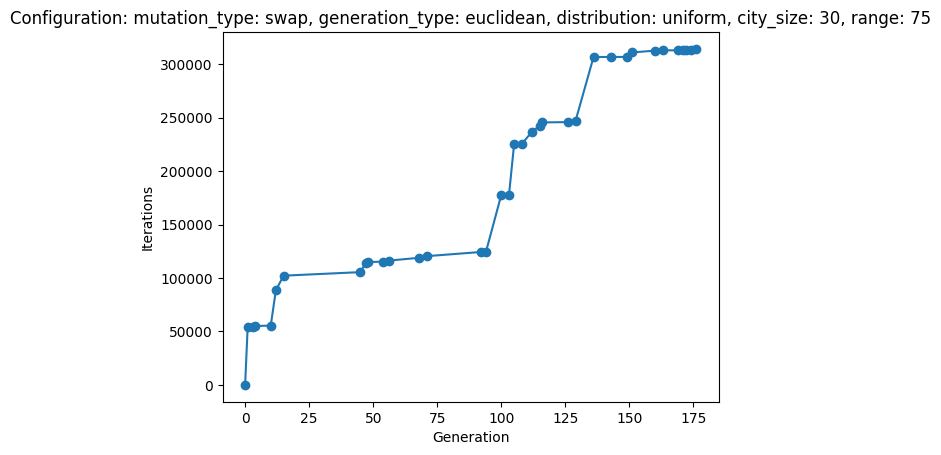 Configuration: mutation_type: swap, generation_type: euclidean, distribution: uniform, city_size: 30, range: 75
300000
250000
200000
150000
100000
50000
0
Iterations
0 25 50 75 100 125 150 175
Generation